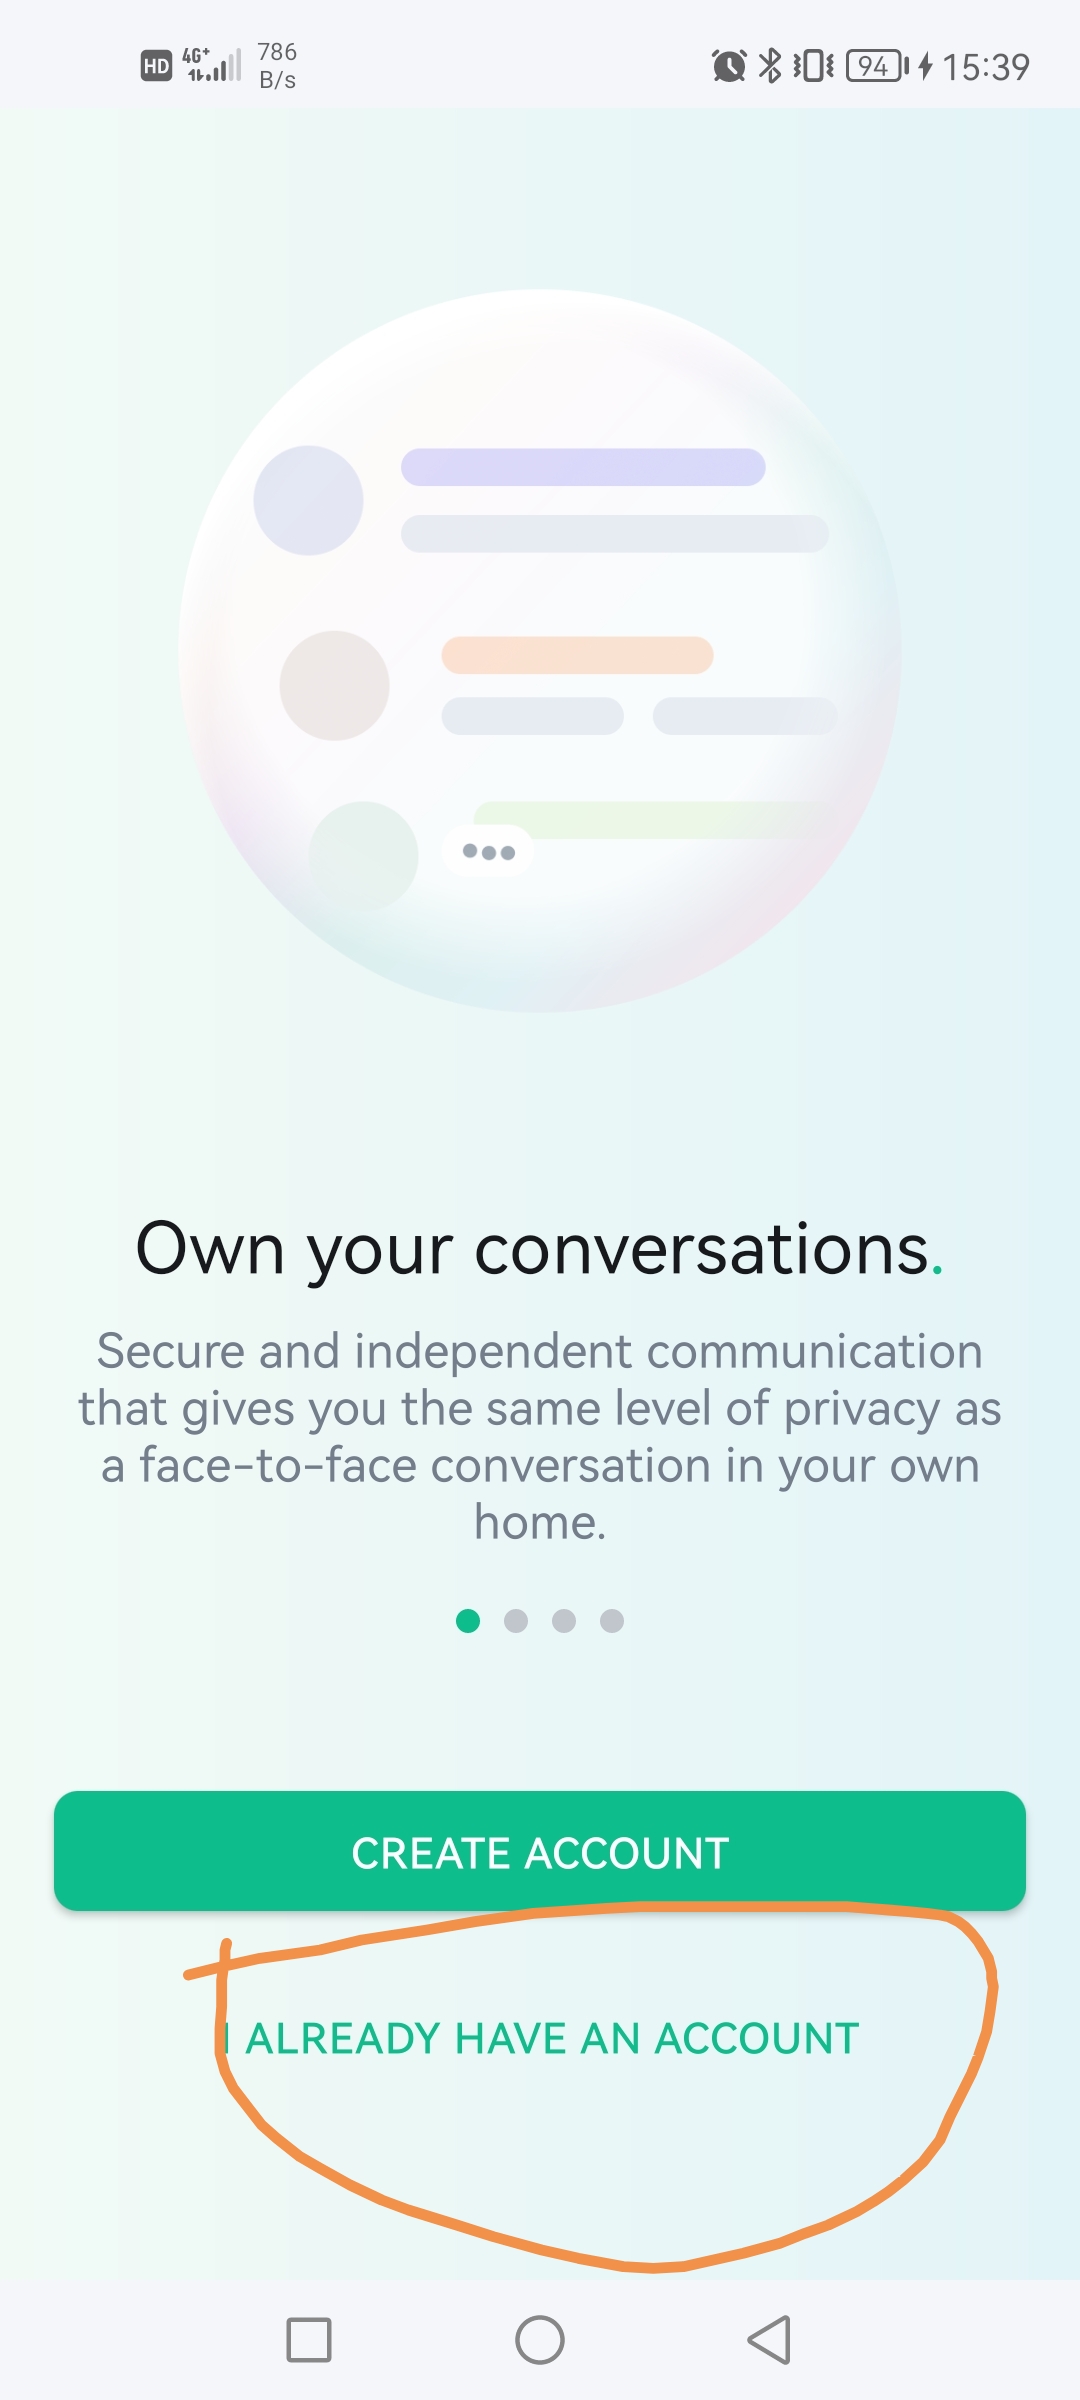 HD 4G+ 786 B/s 94 15:39
Own your conversations.
Secure and independent communication
that gives you the same level of privacy as
a face-to-face conversation in your own
home.
CREATE ACCOUNT
I ALREADY HAVE AN ACCOUNT